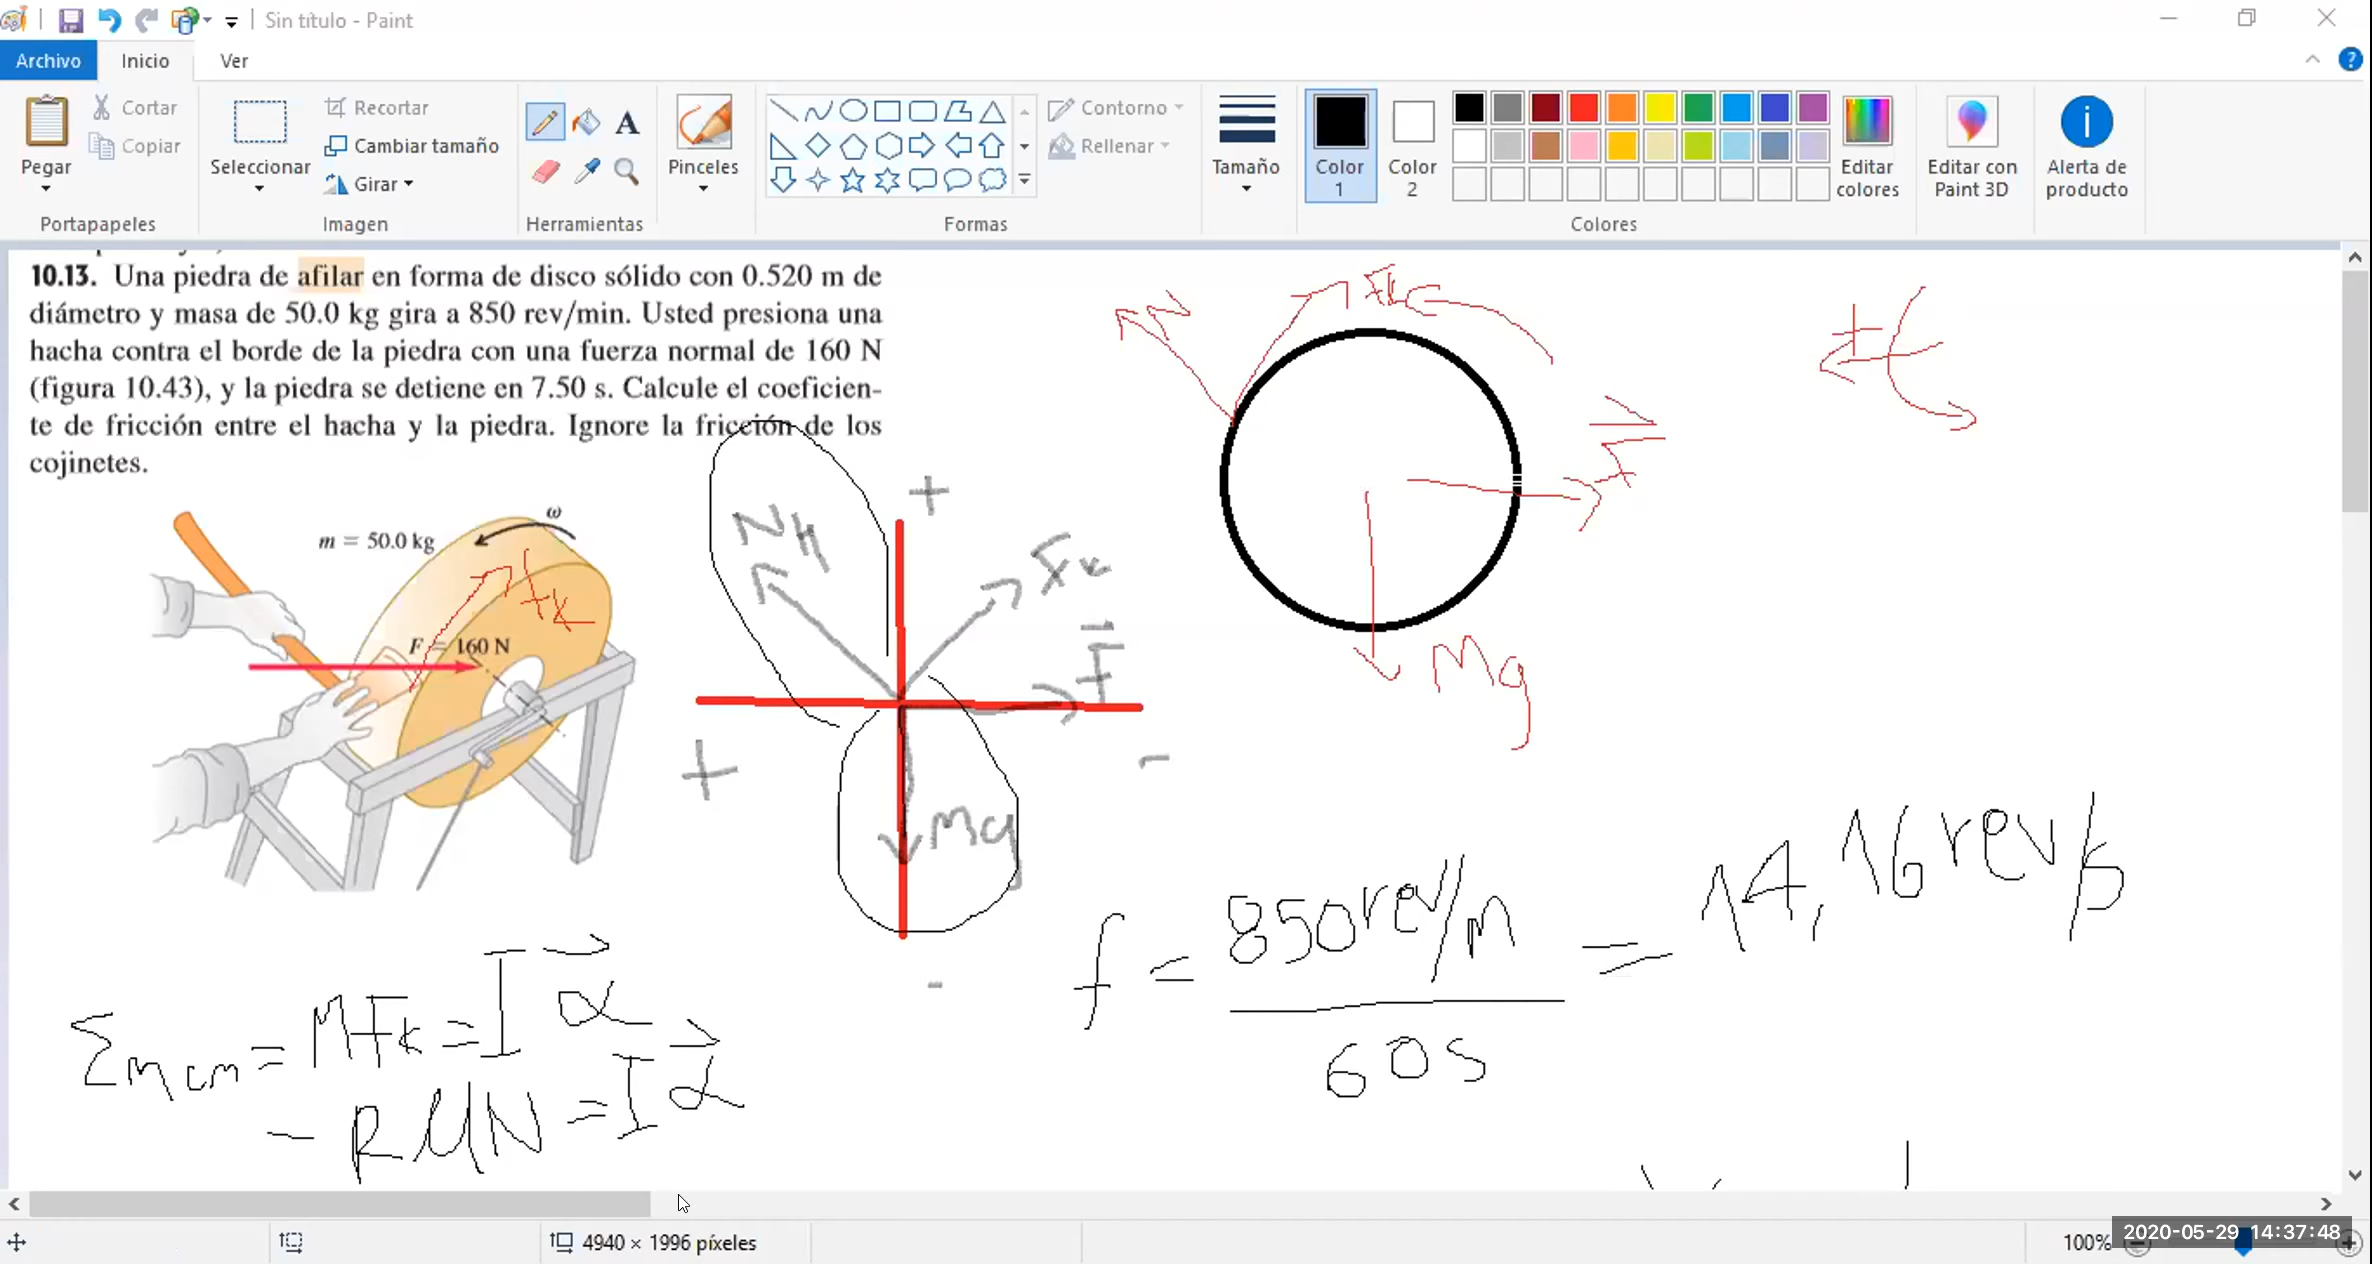 Sin título - Paint
Archivo Inicio Ver
Pegar
Cortar
Copiar
Portapapeles
Seleccionar
Recortar
Cambiar tamaño
Girar
Imagen
A
Herramientas
Pinceles
Formas
Contorno
Rellenar
Tamaño
Color 1
Color 2
Colores
Editar colores
Editar con Paint 3D
Alerta de producto
10.13. Una piedra de afilar en forma de disco sólido con 0.520 m de
diámetro y masa de 50.0 kg gira a 850 rev/min. Usted presiona una
hacha contra el borde de la piedra con una fuerza normal de 160 N
(figura 10.43), y la piedra se detiene en 7.50 s. Calcule el coeficien-
te de fricción entre el hacha y la piedra. Ignore la fricción de los
cojinetes.
m = 50.0 kg
ω
fk
F = 160 N
+
NH
Fk
F
+
-
Mg
-
N
fk
+
F
Mg
f = 850 rev/m / 60 s = 14,16 rev/s
Σ M cm = MFk = I α
- R μ N = I α
4940 × 1996 píxeles
100%
2020-05-29 14:37:48